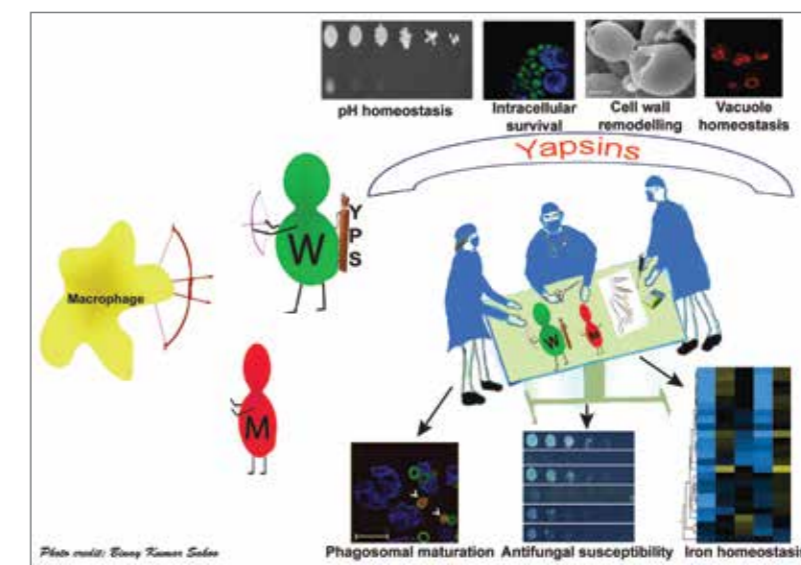 pH homeostasis
Intracellular
survival
Cell wall
remodelling
Vacuole
homeostasis
Yapsins
Macrophage
W
Y
P
S
M
W
M
Phagosomal maturation
Antifungal susceptibility
Iron homeostasis
Photo credit: Binay Kumar Sahoo